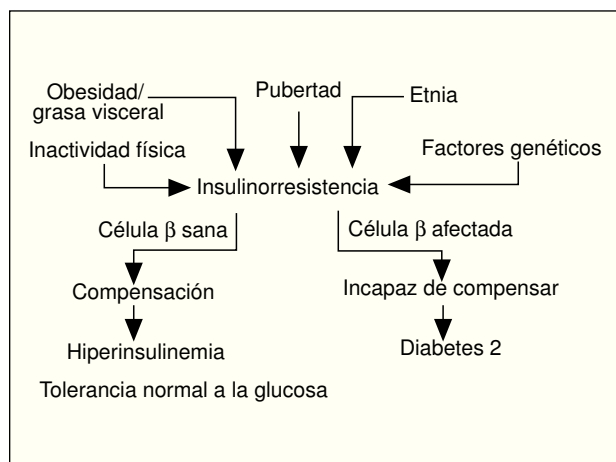 Obesidad/
grasa visceral
Pubertad
Etnia
Inactividad física
Factores genéticos
Insulinorresistencia
Célula β sana
Célula β afectada
Compensación
Incapaz de compensar
Hiperinsulinemia
Diabetes 2
Tolerancia normal a la glucosa